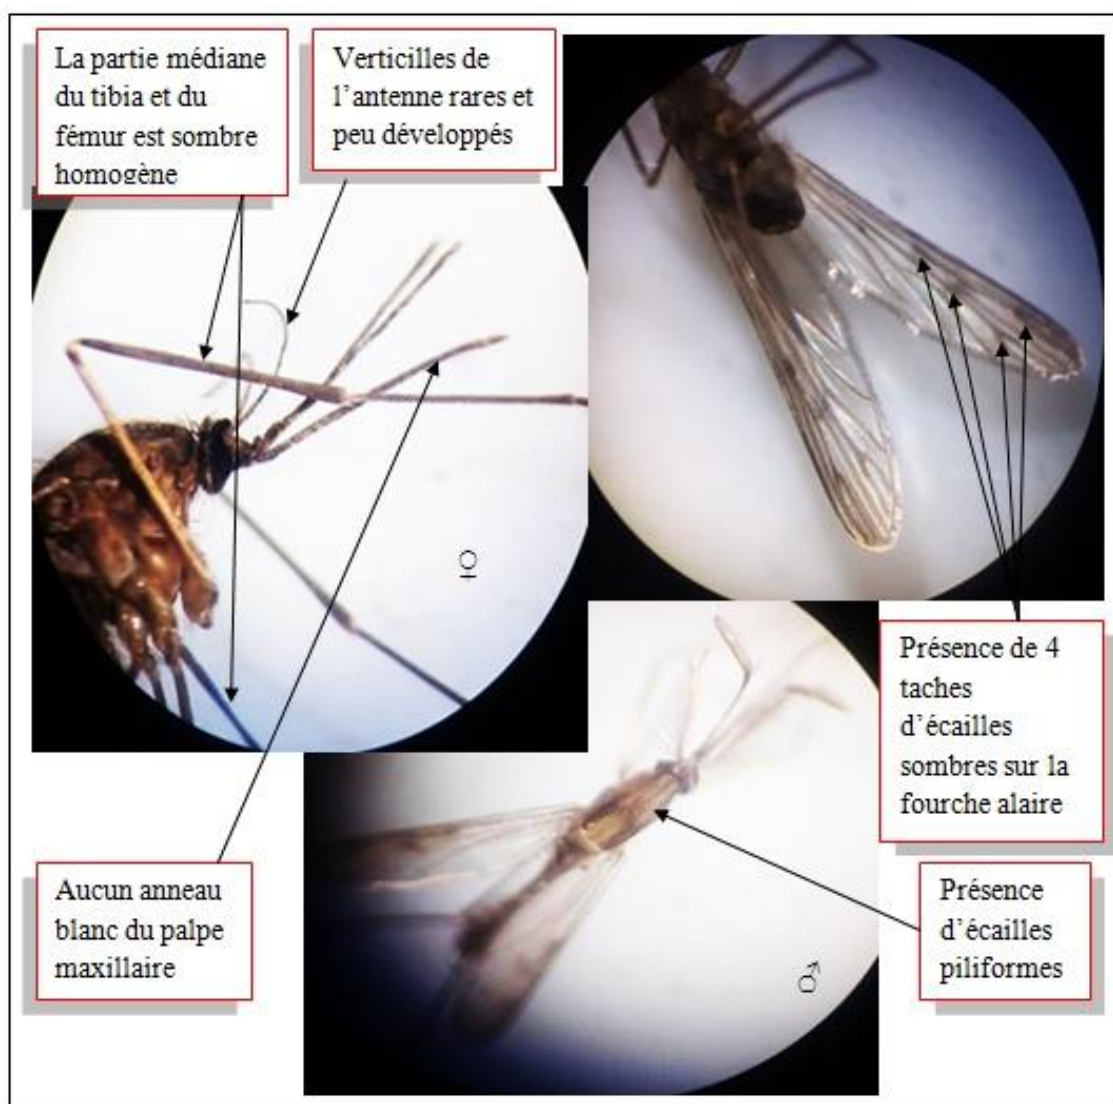 La partie médiane
du tibia et du
fémur est sombre
homogène
Verticilles de
l'antenne rares et
peu développés
♀
Présence de 4
taches
d'écailles
sombres sur la
fourche alaire
Aucun anneau
blanc du palpe
maxillaire
♂
Présence
d'écailles
piliformes